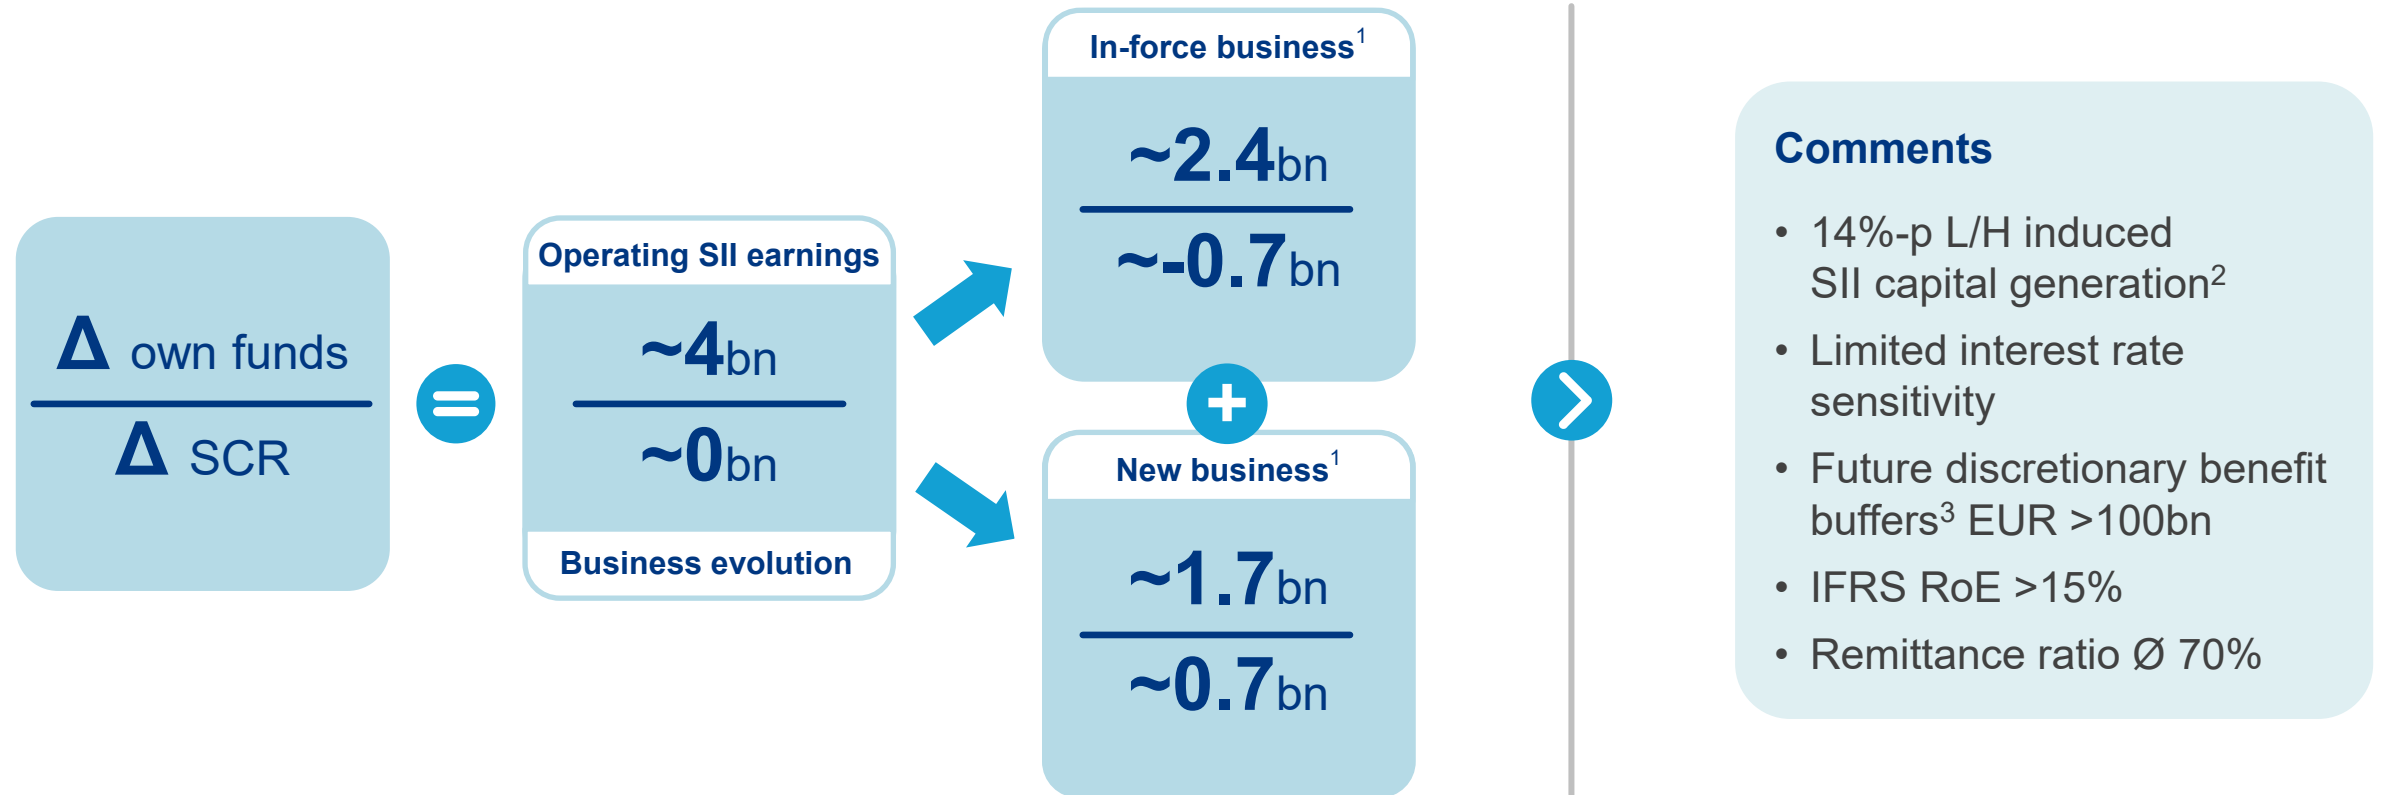 Δ own funds
Δ SCR
=
Operating SII earnings
~4bn
~0bn
Business evolution
In-force business¹
~2.4bn
~-0.7bn
+
New business¹
~1.7bn
~0.7bn
Comments
• 14%-p L/H induced
SII capital generation²
• Limited interest rate
sensitivity
• Future discretionary benefit
buffers³ EUR >100bn
• IFRS RoE >15%
• Remittance ratio Ø 70%